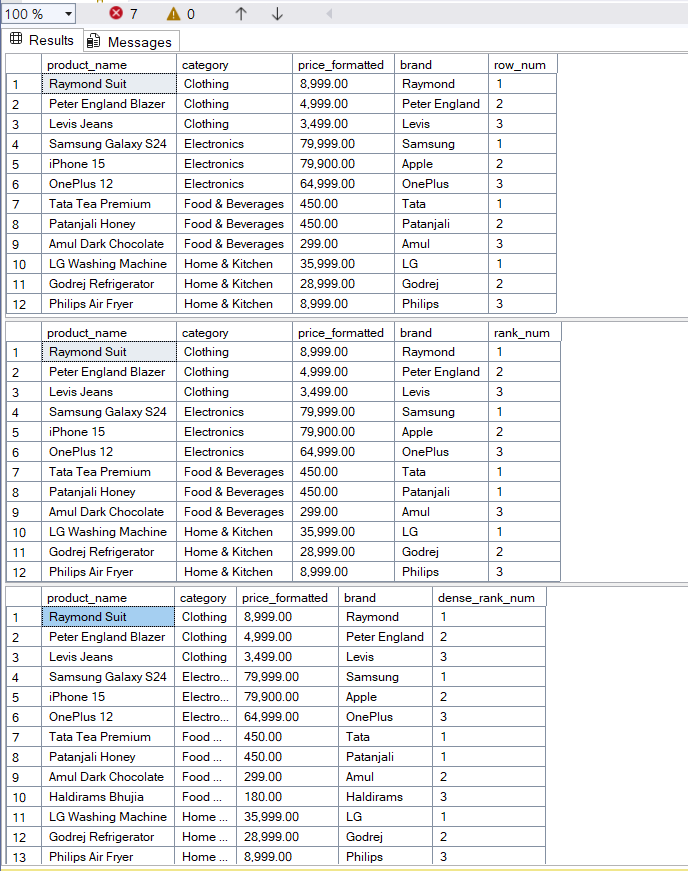 100 % 7 0
Results Messages
product_name category price_formatted brand row_num
1 Raymond Suit Clothing 8,999.00 Raymond 1
2 Peter England Blazer Clothing 4,999.00 Peter England 2
3 Levis Jeans Clothing 3,499.00 Levis 3
4 Samsung Galaxy S24 Electronics 79,999.00 Samsung 1
5 iPhone 15 Electronics 79,900.00 Apple 2
6 OnePlus 12 Electronics 64,999.00 OnePlus 3
7 Tata Tea Premium Food & Beverages 450.00 Tata 1
8 Patanjali Honey Food & Beverages 450.00 Patanjali 2
9 Amul Dark Chocolate Food & Beverages 299.00 Amul 3
10 LG Washing Machine Home & Kitchen 35,999.00 LG 1
11 Godrej Refrigerator Home & Kitchen 28,999.00 Godrej 2
12 Philips Air Fryer Home & Kitchen 8,999.00 Philips 3
product_name category price_formatted brand rank_num
1 Raymond Suit Clothing 8,999.00 Raymond 1
2 Peter England Blazer Clothing 4,999.00 Peter England 2
3 Levis Jeans Clothing 3,499.00 Levis 3
4 Samsung Galaxy S24 Electronics 79,999.00 Samsung 1
5 iPhone 15 Electronics 79,900.00 Apple 2
6 OnePlus 12 Electronics 64,999.00 OnePlus 3
7 Tata Tea Premium Food & Beverages 450.00 Tata 1
8 Patanjali Honey Food & Beverages 450.00 Patanjali 1
9 Amul Dark Chocolate Food & Beverages 299.00 Amul 3
10 LG Washing Machine Home & Kitchen 35,999.00 LG 1
11 Godrej Refrigerator Home & Kitchen 28,999.00 Godrej 2
12 Philips Air Fryer Home & Kitchen 8,999.00 Philips 3
product_name category price_formatted brand dense_rank_num
1 Raymond Suit Clothing 8,999.00 Raymond 1
2 Peter England Blazer Clothing 4,999.00 Peter England 2
3 Levis Jeans Clothing 3,499.00 Levis 3
4 Samsung Galaxy S24 Electro... 79,999.00 Samsung 1
5 iPhone 15 Electro... 79,900.00 Apple 2
6 OnePlus 12 Electro... 64,999.00 OnePlus 3
7 Tata Tea Premium Food ... 450.00 Tata 1
8 Patanjali Honey Food ... 450.00 Patanjali 1
9 Amul Dark Chocolate Food ... 299.00 Amul 2
10 Haldirams Bhujia Food ... 180.00 Haldirams 3
11 LG Washing Machine Home ... 35,999.00 LG 1
12 Godrej Refrigerator Home ... 28,999.00 Godrej 2
13 Philips Air Fryer Home ... 8,999.00 Philips 3